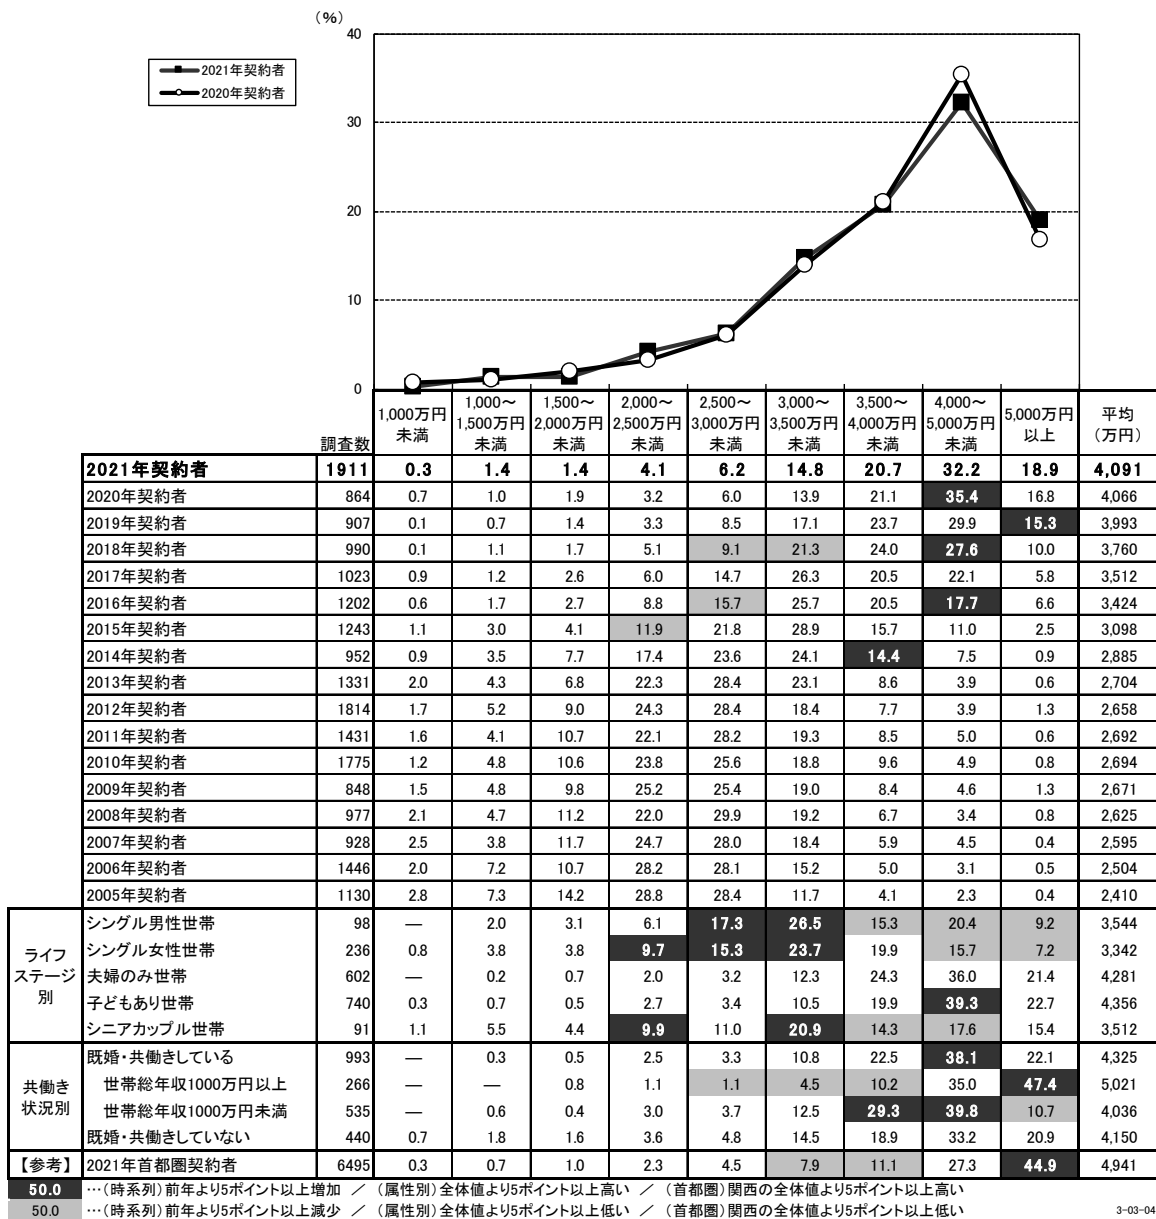 (%)
40
30
20
10
0
2021年契約者
2020年契約者
調査数 1,000万円未満 1,000～1,500万円未満 1,500～2,000万円未満 2,000～2,500万円未満 2,500～3,000万円未満 3,000～3,500万円未満 3,500～4,000万円未満 4,000～5,000万円未満 5,000万円以上 平均(万円)
2021年契約者 1911 0.3 1.4 1.4 4.1 6.2 14.8 20.7 32.2 18.9 4,091
2020年契約者 864 0.7 1.0 1.9 3.2 6.0 13.9 21.1 35.4 16.8 4,066
2019年契約者 907 0.1 0.7 1.4 3.3 8.5 17.1 23.7 29.9 15.3 3,993
2018年契約者 990 0.1 1.1 1.7 5.1 9.1 21.3 24.0 27.6 10.0 3,760
2017年契約者 1023 0.9 1.2 2.6 6.0 14.7 26.3 20.5 22.1 5.8 3,512
2016年契約者 1202 0.6 1.7 2.7 8.8 15.7 25.7 20.5 17.7 6.6 3,424
2015年契約者 1243 1.1 3.0 4.1 11.9 21.8 28.9 15.7 11.0 2.5 3,098
2014年契約者 952 0.9 3.5 7.7 17.4 23.6 24.1 14.4 7.5 0.9 2,885
2013年契約者 1331 2.0 4.3 6.8 22.3 28.4 23.1 8.6 3.9 0.6 2,704
2012年契約者 1814 1.7 5.2 9.0 24.3 28.4 18.4 7.7 3.9 1.3 2,658
2011年契約者 1431 1.6 4.1 10.7 22.1 28.2 19.3 8.5 5.0 0.6 2,692
2010年契約者 1775 1.2 4.8 10.6 23.8 25.6 18.8 9.6 4.9 0.8 2,694
2009年契約者 848 1.5 4.8 9.8 25.2 25.4 19.0 8.4 4.6 1.3 2,671
2008年契約者 977 2.1 4.7 11.2 22.0 29.9 19.2 6.7 3.4 0.8 2,625
2007年契約者 928 2.5 3.8 11.7 24.7 28.0 18.4 5.9 4.5 0.4 2,595
2006年契約者 1446 2.0 7.2 10.7 28.2 28.1 15.2 5.0 3.1 0.5 2,504
2005年契約者 1130 2.8 7.3 14.2 28.8 28.4 11.7 4.1 2.3 0.4 2,410
ライフステージ別
シングル男性世帯 98 — 2.0 3.1 6.1 17.3 26.5 15.3 20.4 9.2 3,544
シングル女性世帯 236 0.8 3.8 3.8 9.7 15.3 23.7 19.9 15.7 7.2 3,342
夫婦のみ世帯 602 — 0.2 0.7 2.0 3.2 12.3 24.3 36.0 21.4 4,281
子どもあり世帯 740 0.3 0.7 0.5 2.7 3.4 10.5 19.9 39.3 22.7 4,356
シニアカップル世帯 91 1.1 5.5 4.4 9.9 11.0 20.9 14.3 17.6 15.4 3,512
共働き状況別
既婚・共働きしている 993 — 0.3 0.5 2.5 3.3 10.8 22.5 38.1 22.1 4,325
世帯総年収1000万円以上 266 — — 0.8 1.1 1.1 4.5 10.2 35.0 47.4 5,021
世帯総年収1000万円未満 535 — 0.6 0.4 3.0 3.7 12.5 29.3 39.8 10.7 4,036
既婚・共働きしていない 440 0.7 1.8 1.6 3.6 4.8 14.5 18.9 33.2 20.9 4,150
【参考】 2021年首都圏契約者 6495 0.3 0.7 1.0 2.3 4.5 7.9 11.1 27.3 44.9 4,941
50.0 …(時系列)前年より5ポイント以上増加 ／ (属性別)全体値より5ポイント以上高い ／ (首都圏)関西の全体値より5ポイント以上高い
50.0 …(時系列)前年より5ポイント以上減少 ／ (属性別)全体値より5ポイント以上低い ／ (首都圏)関西の全体値より5ポイント以上低い
3-03-04